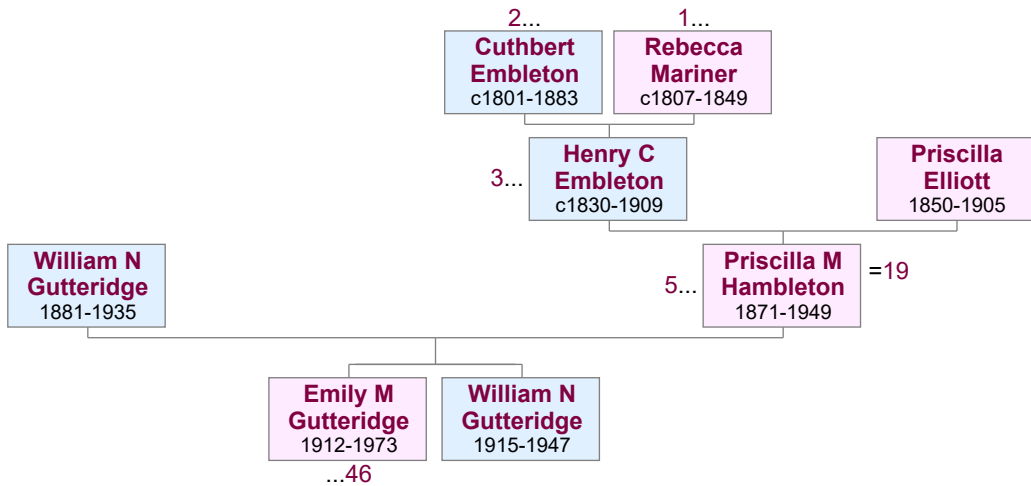 2...
1...
Cuthbert
Embleton
c1801-1883
Rebecca
Mariner
c1807-1849
3...
Henry C
Embleton
c1830-1909
Priscilla
Elliott
1850-1905
William N
Gutteridge
1881-1935
5...
Priscilla M
Hambleton
1871-1949
=19
Emily M
Gutteridge
1912-1973
...46
William N
Gutteridge
1915-1947